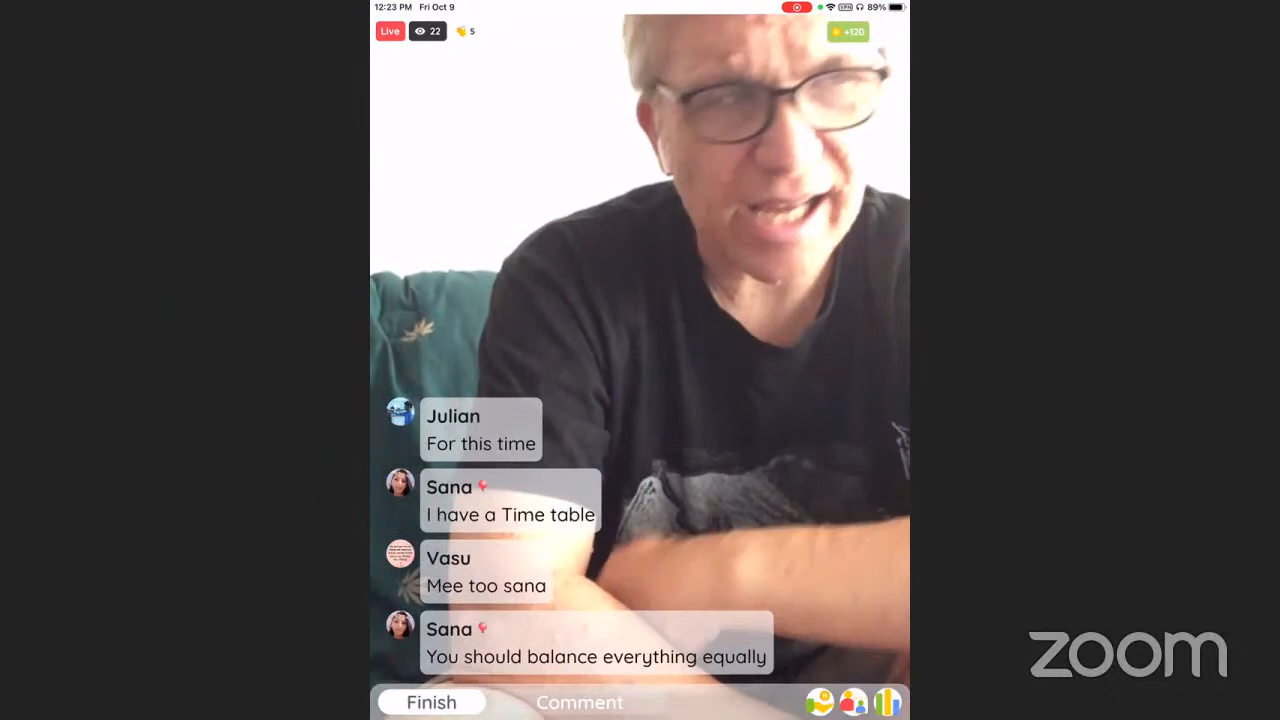 12:23 PM Fri Oct 9
VPN 89%
Live 22 5 +120
Julian
For this time
Sana
I have a Time table
Vasu
Mee too sana
Sana
You should balance everything equally
Finish Comment
zoom